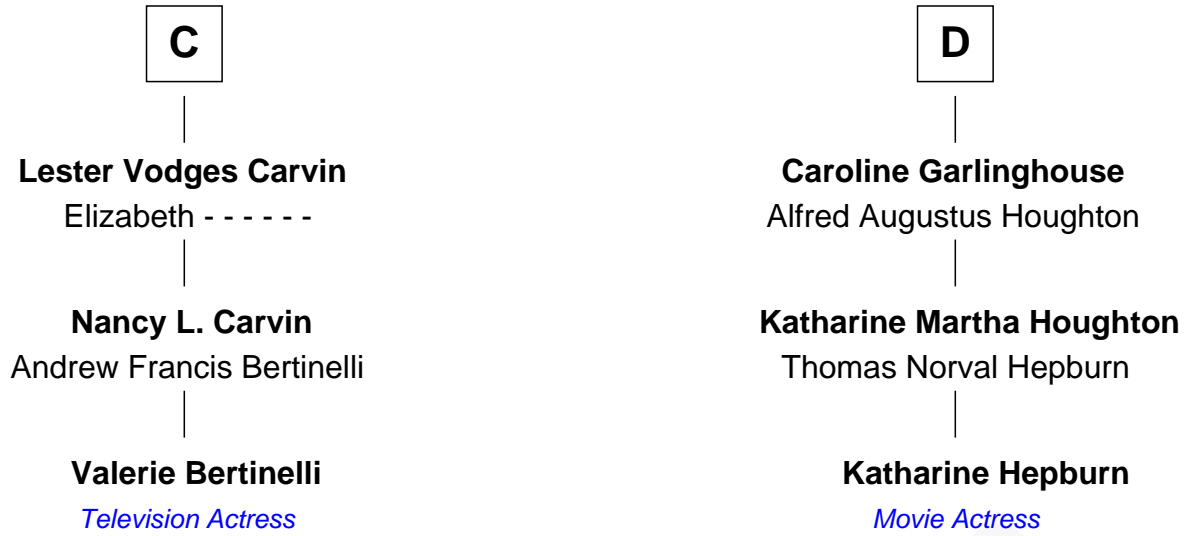 C
Lester Vodges Carvin
Elizabeth - - - - - -
Nancy L. Carvin
Andrew Francis Bertinelli
Valerie Bertinelli
Television Actress
D
Caroline Garlinghouse
Alfred Augustus Houghton
Katharine Martha Houghton
Thomas Norval Hepburn
Katharine Hepburn
Movie Actress